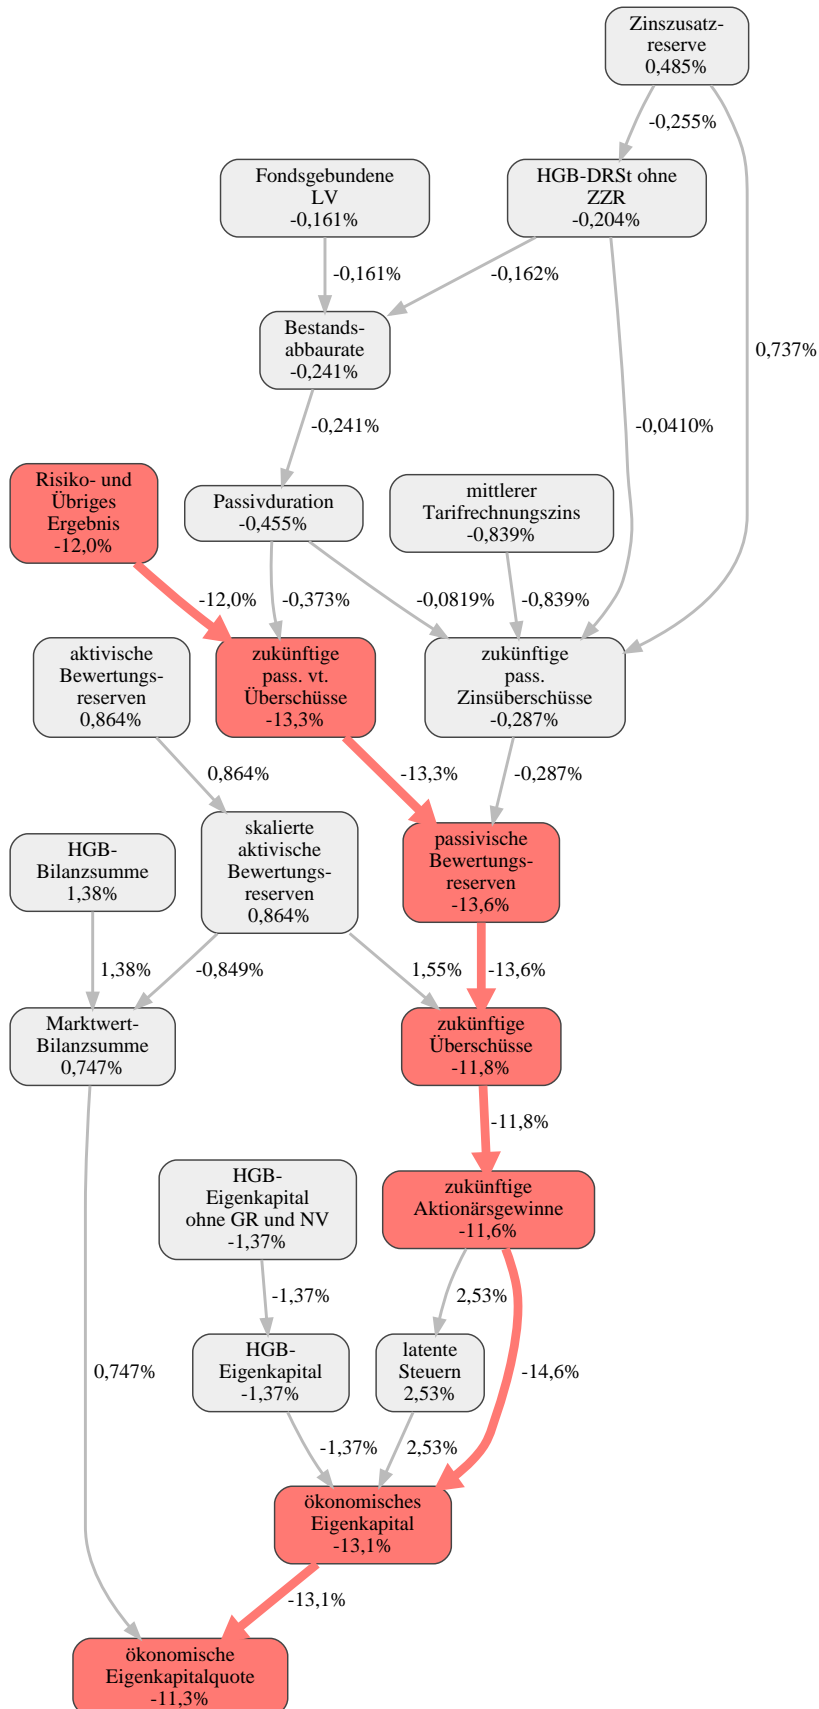 Zinszusatz-
reserve
0,485%
-0,255%
Fondsgebundene
LV
-0,161%
HGB-DRSt ohne
ZZR
-0,204%
-0,161%
-0,162%
Bestands-
abbaurate
-0,241%
0,737%
-0,241%
-0,0410%
Risiko- und
Übriges
Ergebnis
-12,0%
Passivduration
-0,455%
mittlerer
Tarifrechnungszins
-0,839%
-12,0%
-0,373%
-0,0819%
-0,839%
aktivische
Bewertungs-
reserven
0,864%
zukünftige
pass. vt.
Überschüsse
-13,3%
zukünftige
pass.
Zinsüberschüsse
-0,287%
0,864%
-13,3%
-0,287%
HGB-
Bilanzsumme
1,38%
skalierte
aktivische
Bewertungs-
reserven
0,864%
passivische
Bewertungs-
reserven
-13,6%
1,38%
-0,849%
1,55%
-13,6%
Marktwert-
Bilanzsumme
0,747%
zukünftige
Überschüsse
-11,8%
-11,8%
HGB-
Eigenkapital
ohne GR und NV
-1,37%
zukünftige
Aktionärsgewinne
-11,6%
-1,37%
2,53%
0,747%
HGB-
Eigenkapital
-1,37%
latente
Steuern
2,53%
-14,6%
-1,37%
2,53%
ökonomisches
Eigenkapital
-13,1%
-13,1%
ökonomische
Eigenkapitalquote
-11,3%